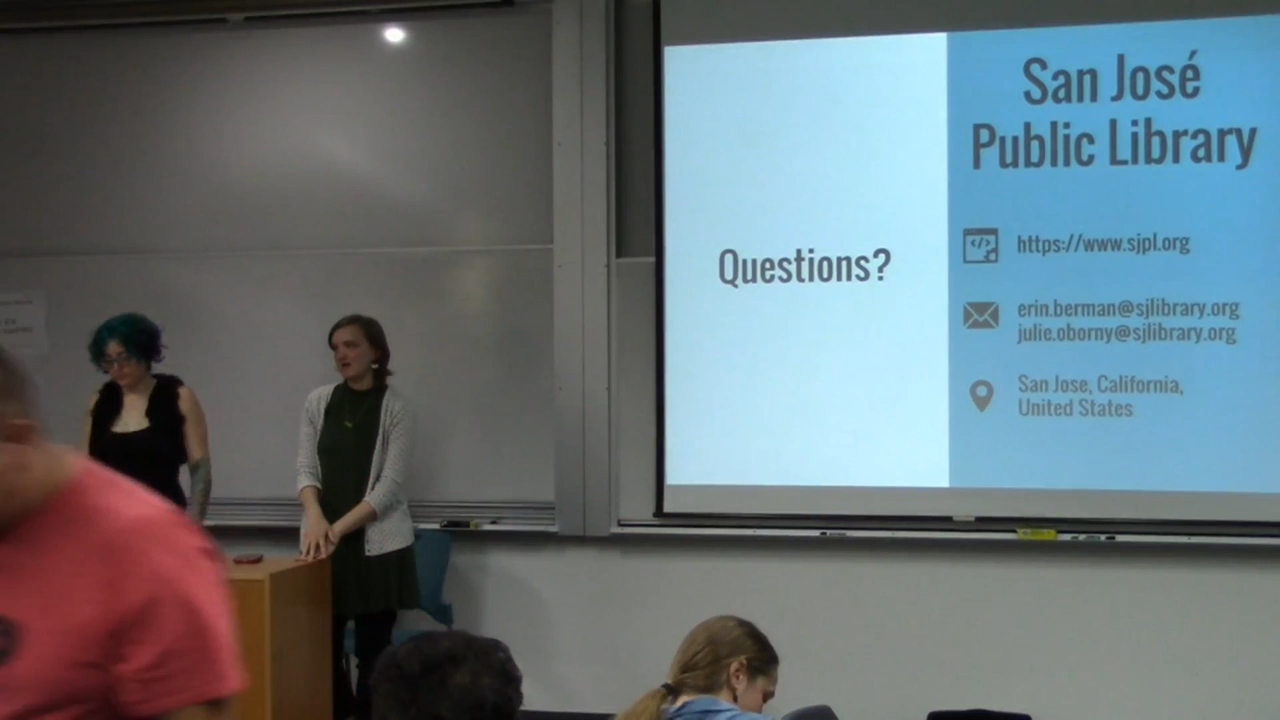 Questions?
San José
Public Library
https://www.sjpl.org
erin.berman@sjlibrary.org
julie.oborny@sjlibrary.org
San Jose, California,
United States